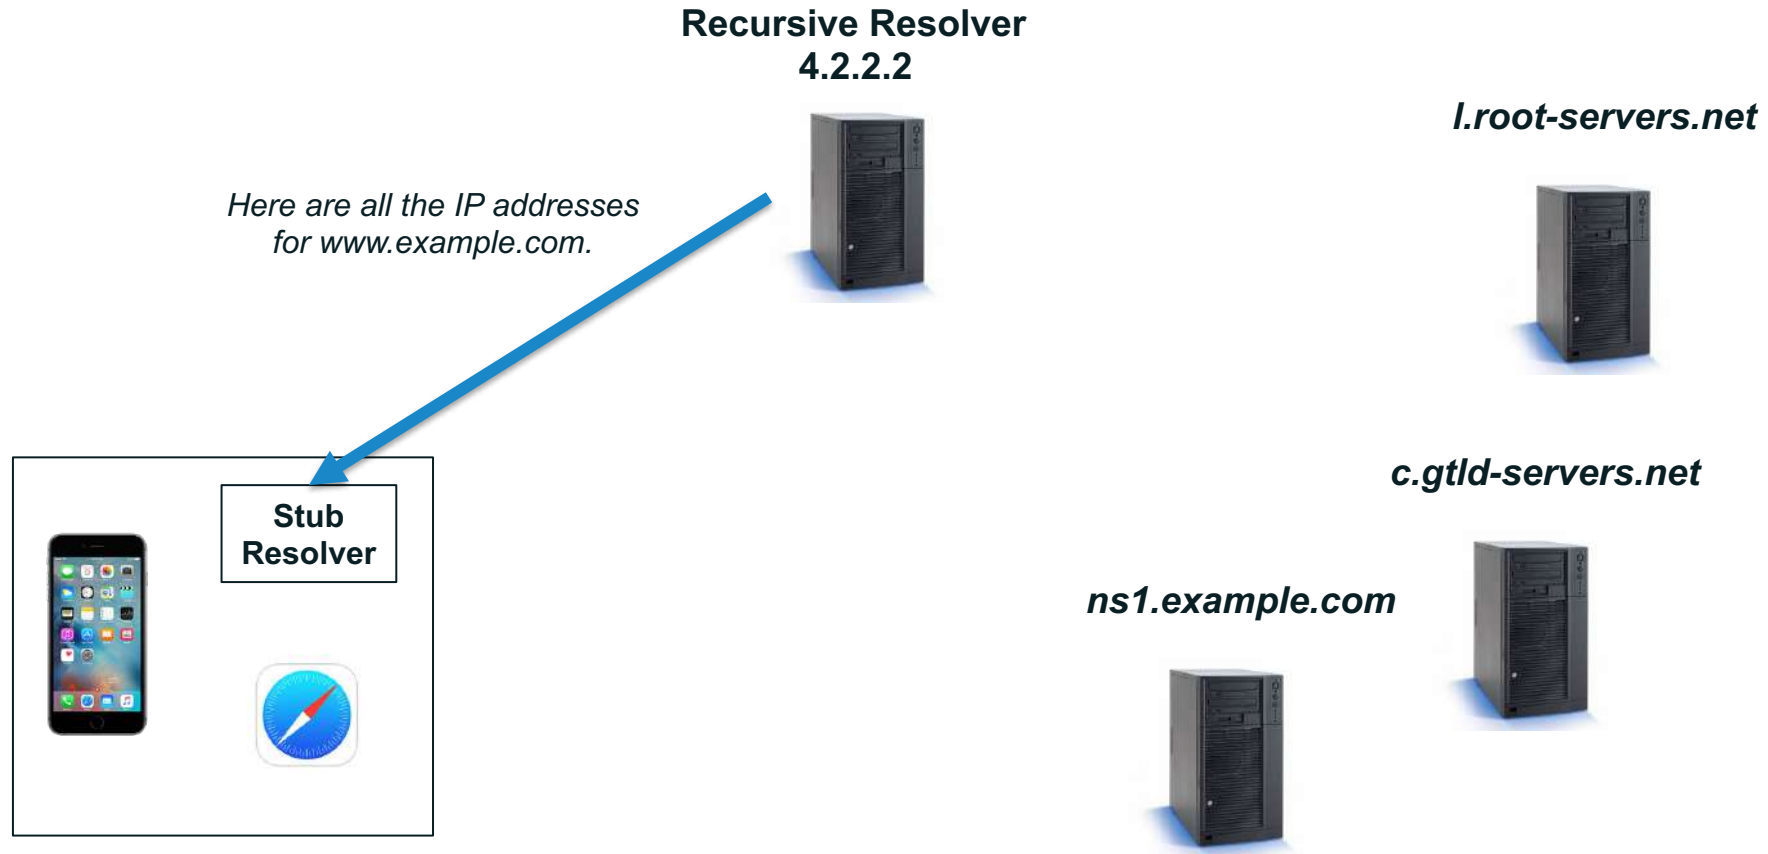 Recursive Resolver
4.2.2.2
l.root-servers.net
Here are all the IP addresses
for www.example.com.
c.gtld-servers.net
Stub
Resolver
ns1.example.com